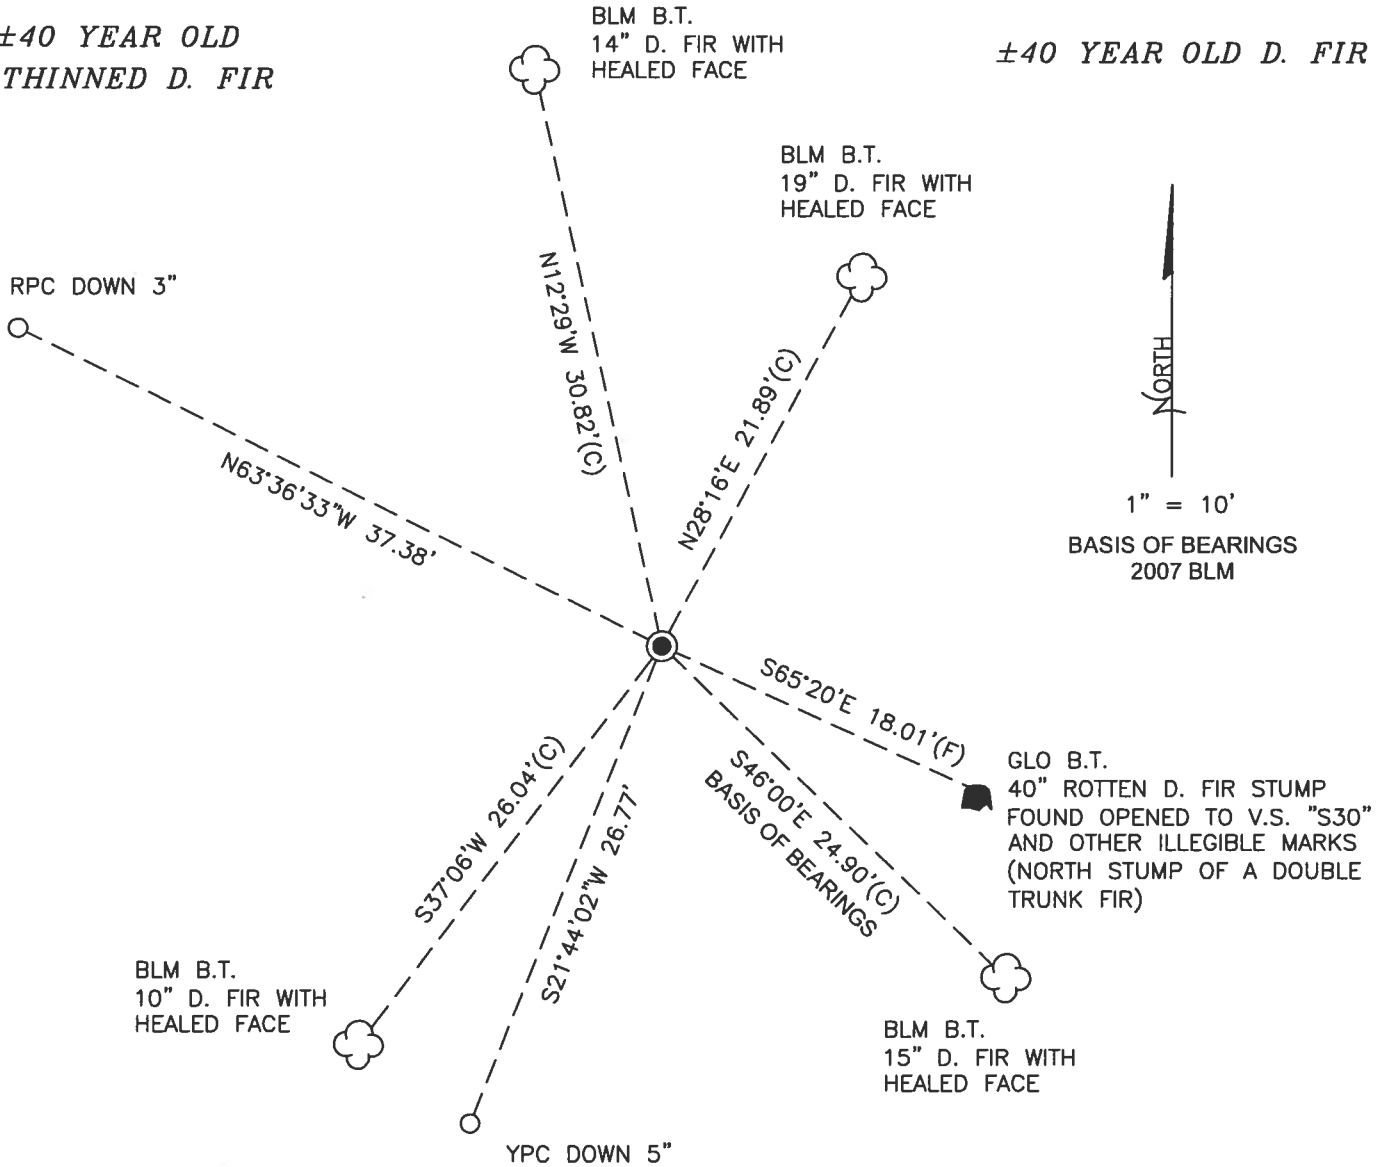 ±40 YEAR OLD
THINNED D. FIR
BLM B.T.
14" D. FIR WITH
HEALED FACE
±40 YEAR OLD D. FIR
BLM B.T.
19" D. FIR WITH
HEALED FACE
RPC DOWN 3"
N12°29'W 30.82'(C)
N28°16'E 21.89'(C)
N63°36'33"W 37.38'
NORTH
1" = 10'
BASIS OF BEARINGS
2007 BLM
S65°20'E 18.01'(F)
S46°00'E 24.90'(C)
BASIS OF BEARINGS
GLO B.T.
40" ROTTEN D. FIR STUMP
FOUND OPENED TO V.S. "S30"
AND OTHER ILLEGIBLE MARKS
(NORTH STUMP OF A DOUBLE
TRUNK FIR)
S37°06'W 26.04'(C)
S21°44'02"W 26.77'
BLM B.T.
10" D. FIR WITH
HEALED FACE
BLM B.T.
15" D. FIR WITH
HEALED FACE
YPC DOWN 5"